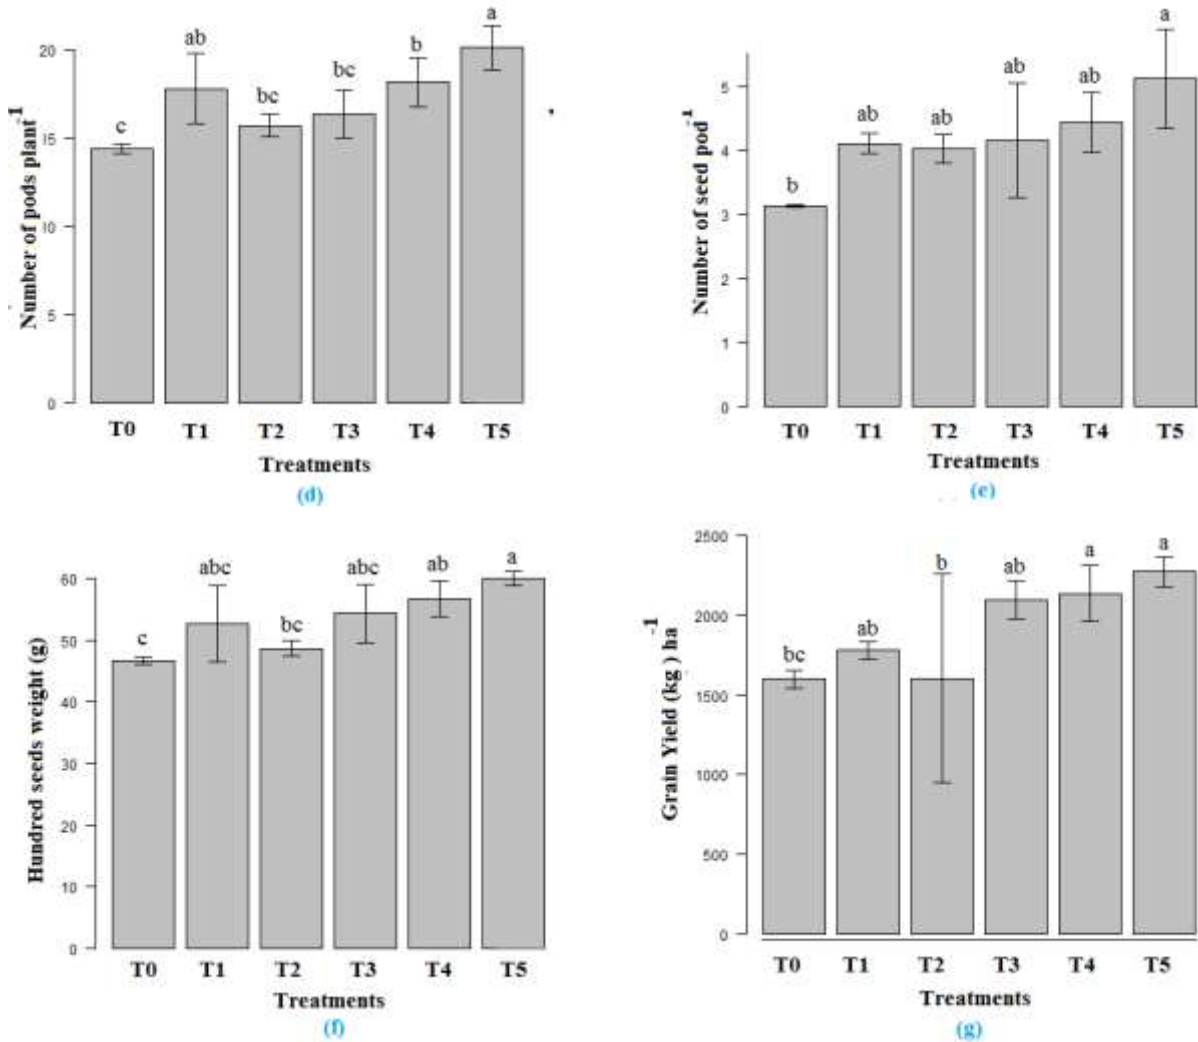 a
ab
b
bc
bc
c
20
15
10
5
0
Number of pods plant-1
T0 T1 T2 T3 T4 T5
Treatments
(d)
a
ab
ab
ab
ab
b
5
4
3
2
1
0
Number of seed pod-1
T0 T1 T2 T3 T4 T5
Treatments
(e)
a
ab
abc
abc
bc
c
60
50
40
30
20
10
0
Hundred seeds weight (g)
T0 T1 T2 T3 T4 T5
Treatments
(f)
a
a
ab
b
ab
bc
2500
2000
1500
1000
500
0
Grain Yield (kg ) ha-1
T0 T1 T2 T3 T4 T5
Treatments
(g)